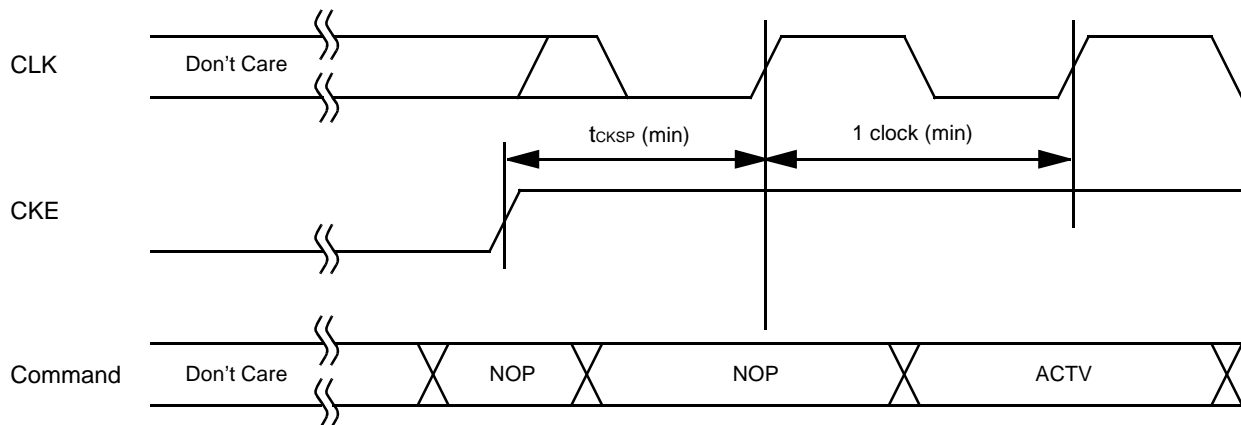 CLK
Don't Care
tCKSP (min)
1 clock (min)
CKE
Command
Don't Care
NOP
NOP
ACTV